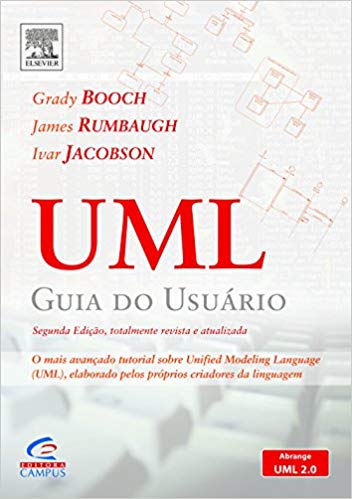 ELSEVIER
Grady BOOCH
James RUMBAUGH
Ivar JACOBSON
UML
GUIA DO USUÁRIO
Segunda Edição, totalmente revista e atualizada
O mais avançado tutorial sobre Unified Modeling Language
(UML), elaborado pelos próprios criadores da linguagem
Abrange
UML 2.0
EDITORA
CAMPUS